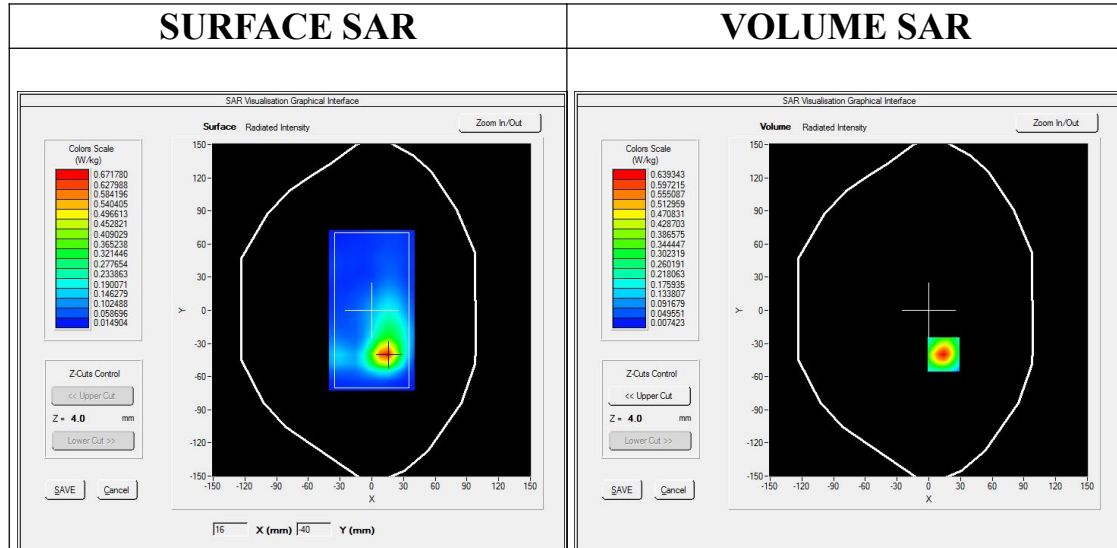 SURFACE SAR
VOLUME SAR
SAR Visualisation Graphical Interface
Surface Radiated Intensity
Zoom In/Out
Colors Scale
(W/kg)
0.671780
0.627988
0.584196
0.540405
0.496613
0.452821
0.409029
0.365238
0.321446
0.277654
0.233863
0.190071
0.146279
0.102488
0.058696
0.014904
150
120
90
60
30
0
-30
-60
-90
-120
-150
Y
-150 -120 -90 -60 -30 0 30 60 90 120 150
X
Z-Cuts Control
<< Upper Cut
Z = 4.0 mm
Lower Cut >>
SAVE Cancel
16 X (mm) -40 Y (mm)
SAR Visualisation Graphical Interface
Volume Radiated Intensity
Zoom In/Out
Colors Scale
(W/kg)
0.639343
0.597215
0.555087
0.512959
0.470831
0.428703
0.386575
0.344447
0.302319
0.260191
0.218063
0.175935
0.133807
0.091679
0.049551
0.007423
150
120
90
60
30
0
-30
-60
-90
-120
-150
Y
-150 -120 -90 -60 -30 0 30 60 90 120 150
X
Z-Cuts Control
<< Upper Cut
Z = 4.0 mm
Lower Cut >>
SAVE Cancel